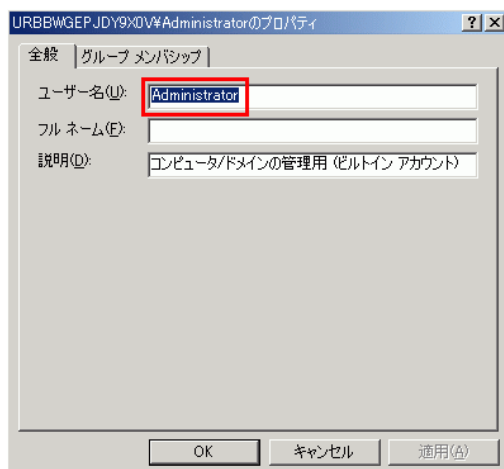 URBBWGEPJDY9X0V¥Administratorのプロパティ
全般 グループ メンバシップ
ユーザー名(U): Administrator
フル ネーム(F):
説明(D): コンピュータ/ドメインの管理用 (ビルトイン アカウント)
OK キャンセル 適用(A)